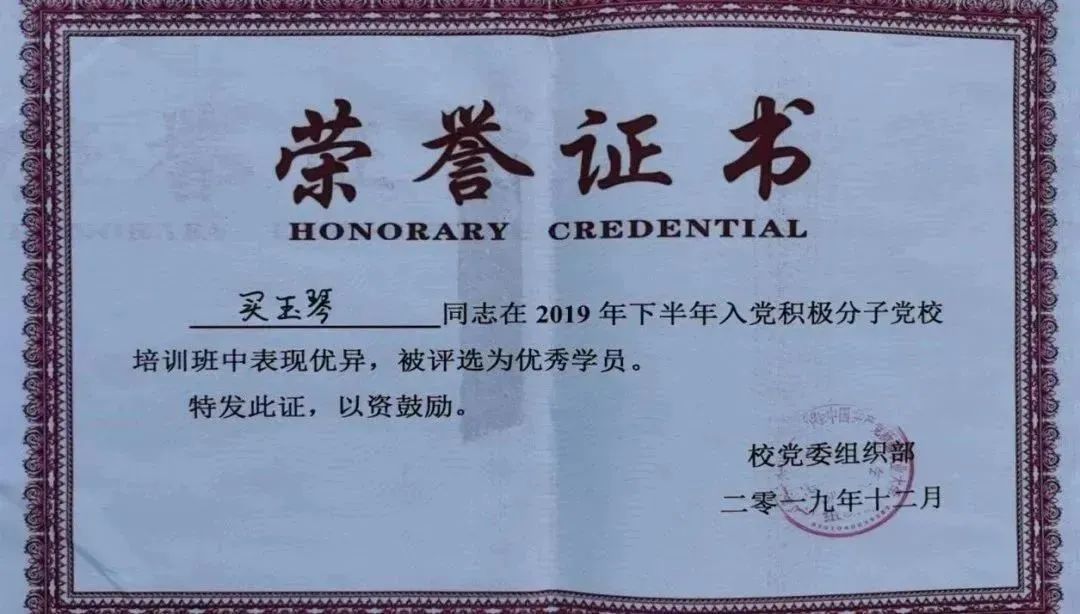 荣誉证书
HONORARY CREDENTIAL
买玉琴同志在2019年下半年入党积极分子党校
培训班中表现优异，被评选为优秀学员。
特发此证，以资鼓励。
校党委组织部
二零一九年十二月